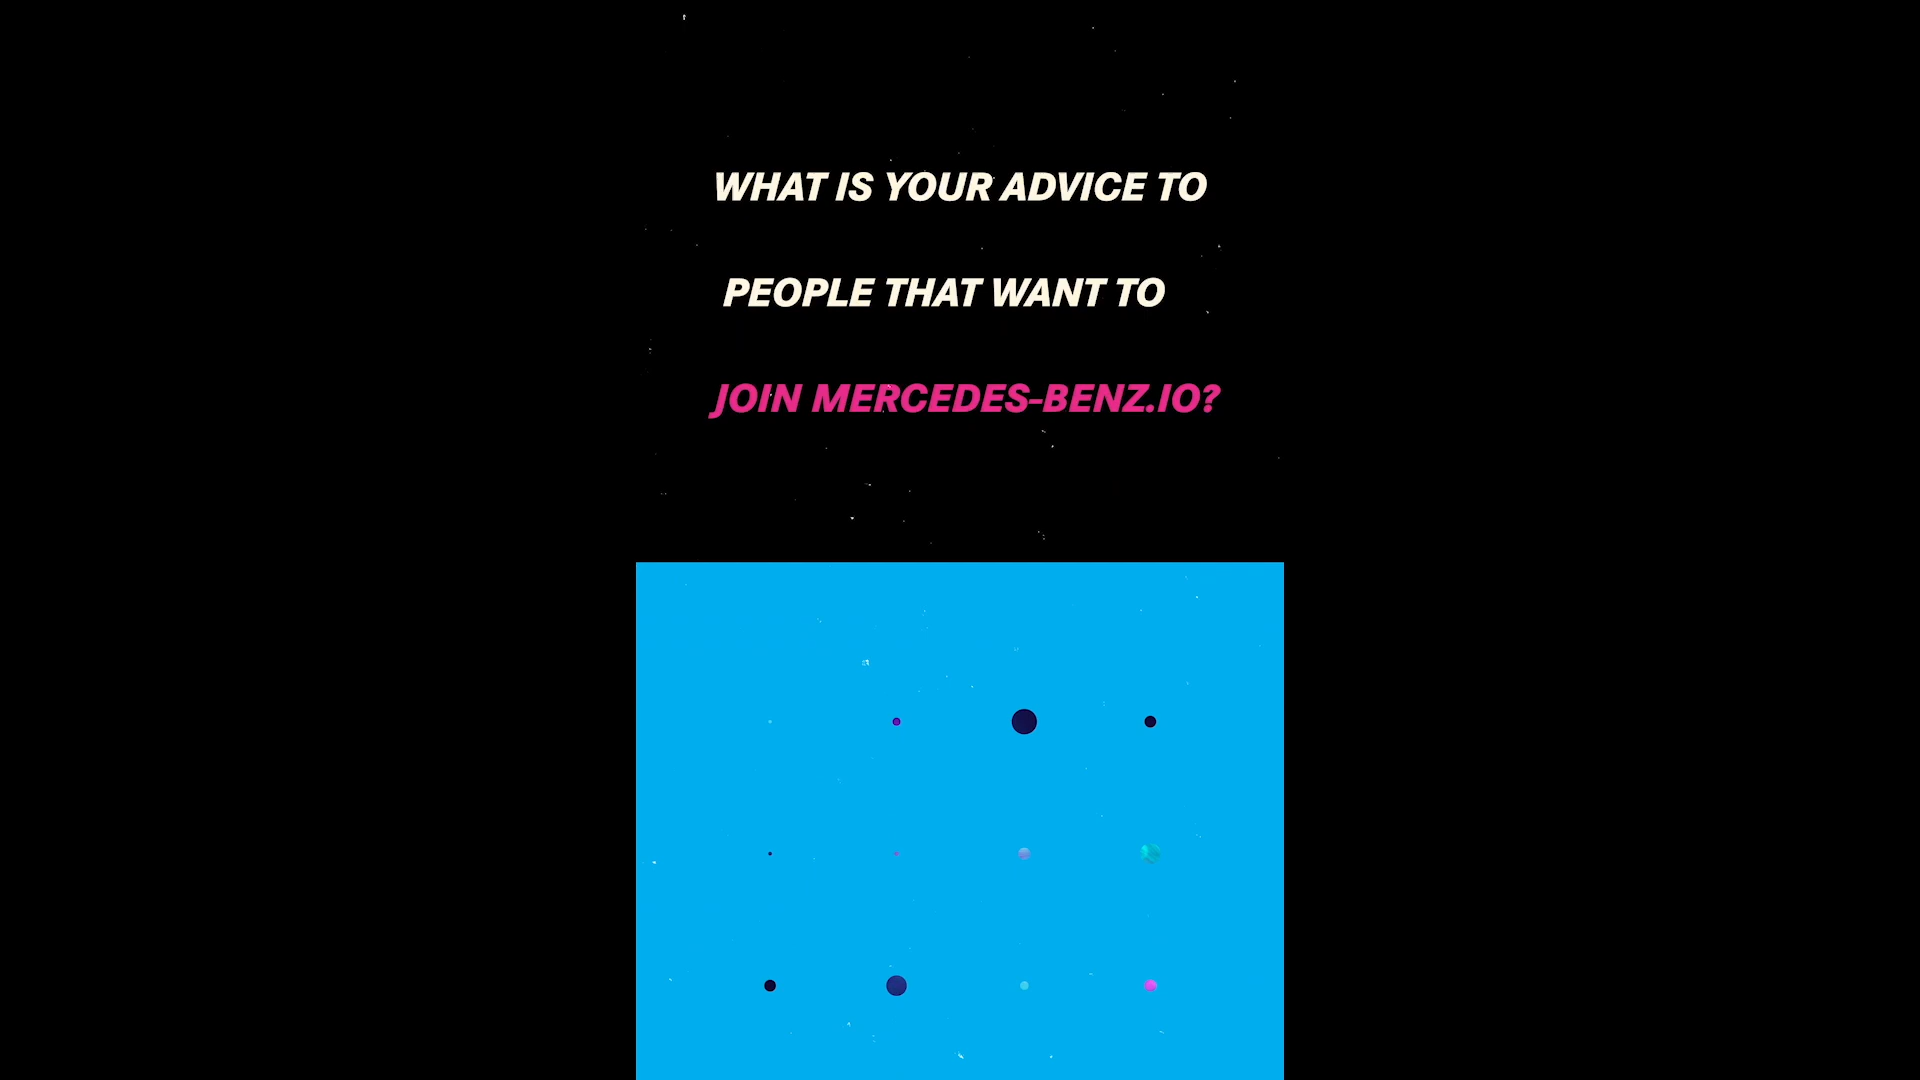 WHAT IS YOUR ADVICE TO
PEOPLE THAT WANT TO
JOIN MERCEDES-BENZ.IO?